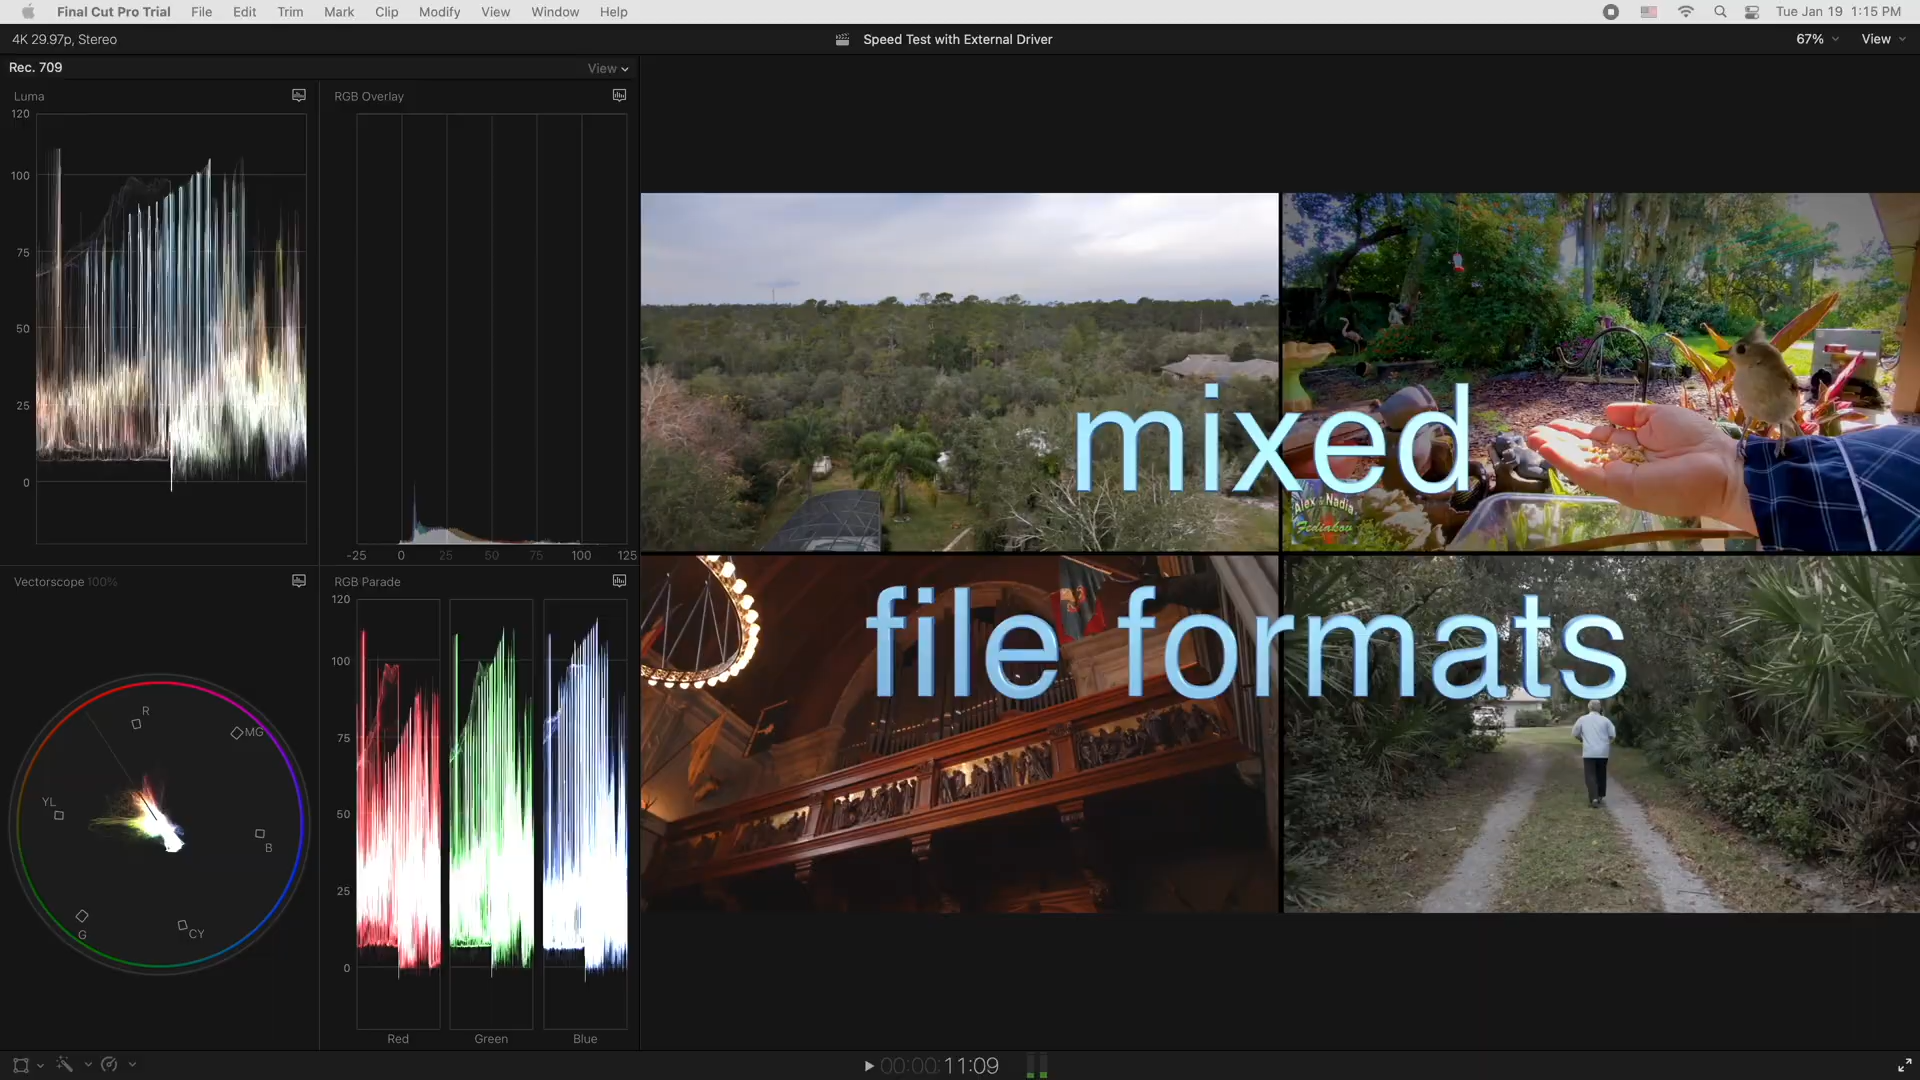 Final Cut Pro Trial File Edit Trim Mark Clip Modify View Window Help Tue Jan 19 1:15 PM
4K 29.97p, Stereo Speed Test with External Driver 67% View
Rec. 709 View
Luma RGB Overlay
120
100
75
50
25
0
-25 0 25 50 75 100 125
mixed
Alex & Nadia
Fediakov
file formats
Vectorscope 100% RGB Parade
120
100
75
50
25
0
R
MG
YL
B
G
CY
Red Green Blue
00:00:11:09